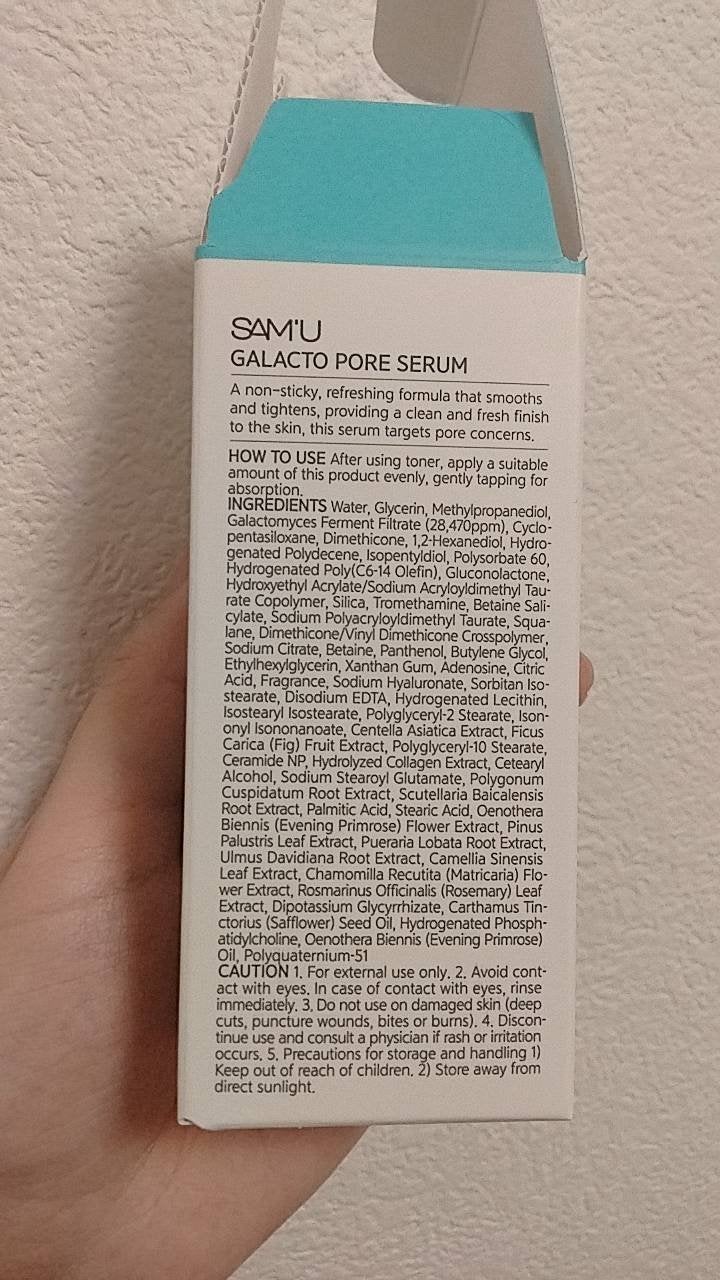 SAM'U
GALACTO PORE SERUM
A non-sticky, refreshing formula that smooths
and tightens, providing a clean and fresh finish
to the skin, this serum targets pore concerns.
HOW TO USE After using toner, apply a suitable
amount of this product evenly, gently tapping for
absorption.
INGREDIENTS Water, Glycerin, Methylpropanediol,
Galactomyces Ferment Filtrate (28,470ppm), Cyclo-
pentasiloxane, Dimethicone, 1,2-Hexanediol, Hydro-
genated Polydecene, Isopentyldiol, Polysorbate 60,
Hydrogenated Poly(C6-14 Olefin), Gluconolactone,
Hydroxyethyl Acrylate/Sodium Acryloyldimethyl Tau-
rate Copolymer, Silica, Tromethamine, Betaine Sali-
cylate, Sodium Polyacryloyldimethyl Taurate, Squa-
lane, Dimethicone/Vinyl Dimethicone Crosspolymer,
Sodium Citrate, Betaine, Panthenol, Butylene Glycol,
Ethylhexylglycerin, Xanthan Gum, Adenosine, Citric
Acid, Fragrance, Sodium Hyaluronate, Sorbitan Iso-
stearate, Disodium EDTA, Hydrogenated Lecithin,
Isostearyl Isostearate, Polyglyceryl-2 Stearate, Ison-
onyl Isononanoate, Centella Asiatica Extract, Ficus
Carica (Fig) Fruit Extract, Polyglyceryl-10 Stearate,
Ceramide NP, Hydrolyzed Collagen Extract, Cetearyl
Alcohol, Sodium Stearoyl Glutamate, Polygonum
Cuspidatum Root Extract, Scutellaria Baicalensis
Root Extract, Palmitic Acid, Stearic Acid, Oenothera
Biennis (Evening Primrose) Flower Extract, Pinus
Palustris Leaf Extract, Pueraria Lobata Root Extract,
Ulmus Davidiana Root Extract, Camellia Sinensis
Leaf Extract, Chamomilla Recutita (Matricaria) Flo-
wer Extract, Rosmarinus Officinalis (Rosemary) Leaf
Extract, Dipotassium Glycyrrhizate, Carthamus Tin-
ctorius (Safflower) Seed Oil, Hydrogenated Phosph-
atidylcholine, Oenothera Biennis (Evening Primrose)
Oil, Polyquaternium-51
CAUTION 1. For external use only. 2. Avoid cont-
act with eyes. In case of contact with eyes, rinse
immediately. 3. Do not use on damaged skin (deep
cuts, puncture wounds, bites or burns). 4. Discon-
tinue use and consult a physician if rash or irritation
occurs. 5. Precautions for storage and handling 1)
Keep out of reach of children. 2) Store away from
direct sunlight.